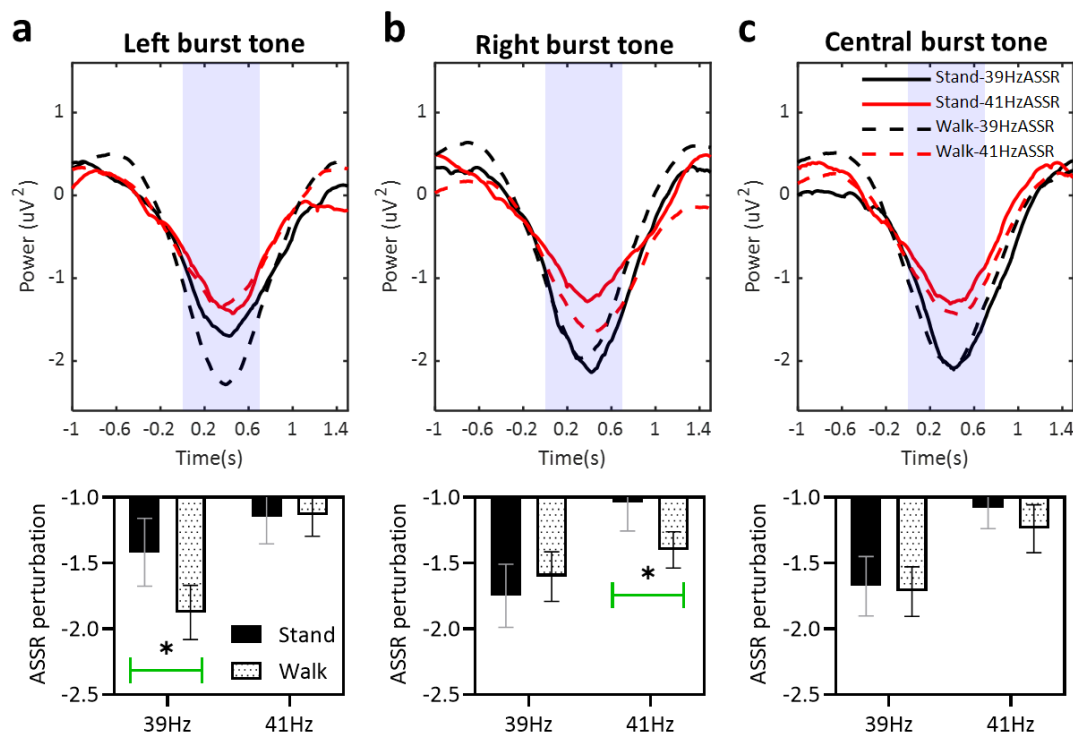 a
Left burst tone
b
Right burst tone
c
Central burst tone
Power (uV2)
1
0
-1
-2
-1 -0.6 -0.2 0.2 0.6 1 1.4
Time(s)
Power (uV2)
1
0
-1
-2
-1 -0.6 -0.2 0.2 0.6 1 1.4
Time(s)
Power (uV2)
1
0
-1
-2
-1 -0.6 -0.2 0.2 0.6 1 1.4
Time(s)
Stand-39HzASSR
Stand-41HzASSR
Walk-39HzASSR
Walk-41HzASSR
ASSR perturbation
-1.0
-1.5
-2.0
-2.5
*
Stand
Walk
39Hz 41Hz
ASSR perturbation
-1.0
-1.5
-2.0
-2.5
*
39Hz 41Hz
ASSR perturbation
-1.0
-1.5
-2.0
-2.5
39Hz 41Hz